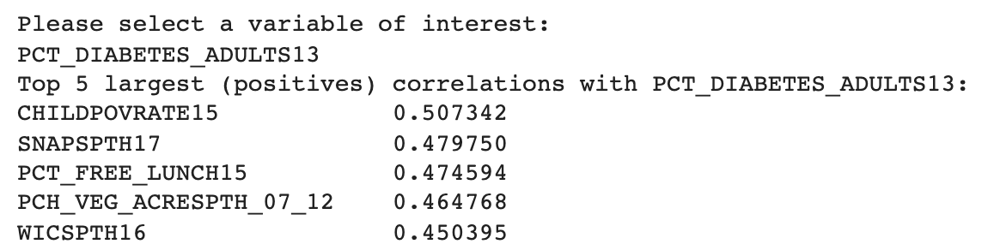 Please select a variable of interest:
PCT_DIABETES_ADULTS13
Top 5 largest (positives) correlations with PCT_DIABETES_ADULTS13:
CHILDPOVRATE15 0.507342
SNAPSPTH17 0.479750
PCT_FREE_LUNCH15 0.474594
PCH_VEG_ACRESPTH_07_12 0.464768
WICSPTH16 0.450395